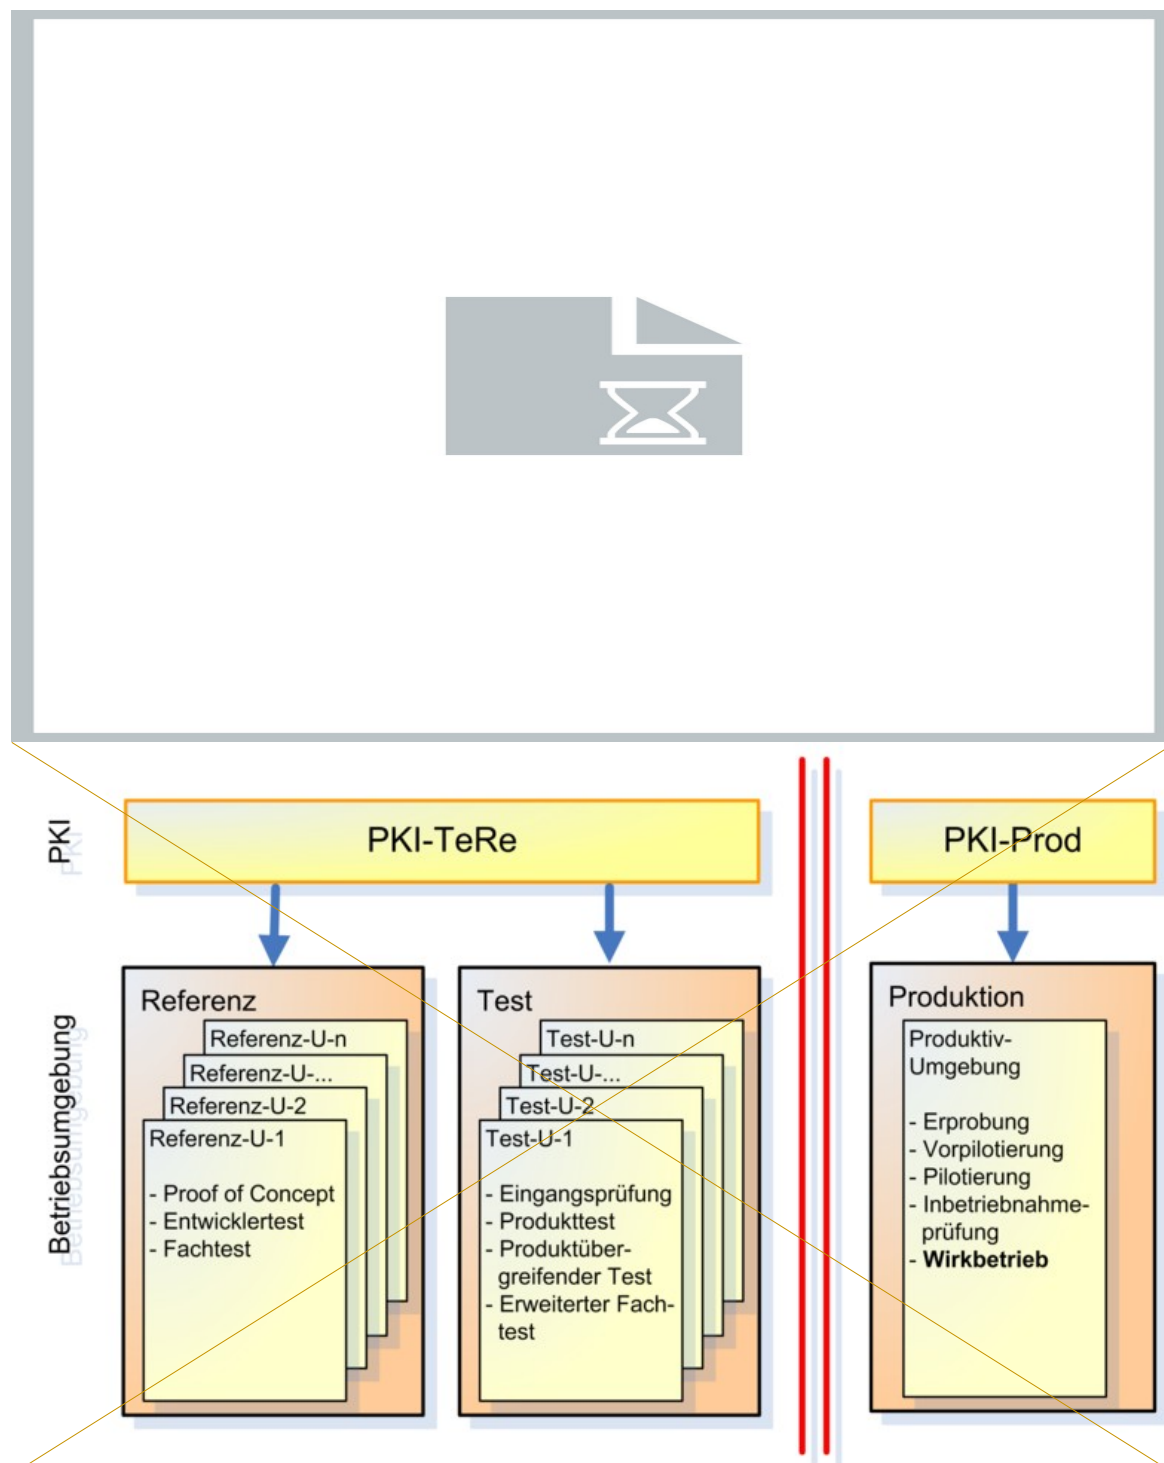 PKI
PKI-TeRe
PKI-Prod
Betriebsumgebung
Referenz
Referenz-U-n
Referenz-U-...
Referenz-U-2
Referenz-U-1
- Proof of Concept
- Entwicklertest
- Fachtest
Test
Test-U-n
Test-U-...
Test-U-2
Test-U-1
- Eingangsprüfung
- Produkttest
- Produktüber-
greifender Test
- Erweiterter Fach-
test
Produktion
Produktiv-
Umgebung
- Erprobung
- Vorpilotierung
- Pilotierung
- Inbetriebnahme-
prüfung
- Wirkbetrieb